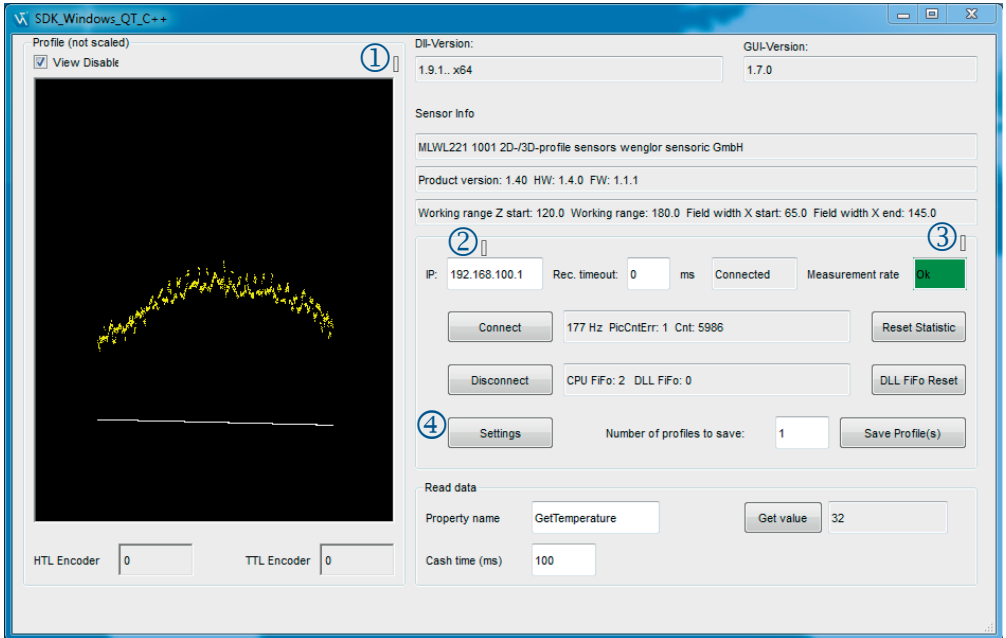 SDK_Windows_QT_C++
Profile (not scaled)
View Disable
①
HTL Encoder 0 TTL Encoder 0
Dll-Version: GUI-Version:
1.9.1.. x64 1.7.0
Sensor Info
MLWL221 1001 2D-/3D-profile sensors wenglor sensoric GmbH
Product version: 1.40 HW: 1.4.0 FW: 1.1.1
Working range Z start: 120.0 Working range: 180.0 Field width X start: 65.0 Field width X end: 145.0
② ③
IP: 192.168.100.1 Rec. timeout: 0 ms Connected Measurement rate Ok
Connect 177 Hz PicCntErr: 1 Cnt: 5986 Reset Statistic
Disconnect CPU FiFo: 2 DLL FiFo: 0 DLL FiFo Reset
④ Settings Number of profiles to save: 1 Save Profile(s)
Read data
Property name GetTemperature Get value 32
Cash time (ms) 100